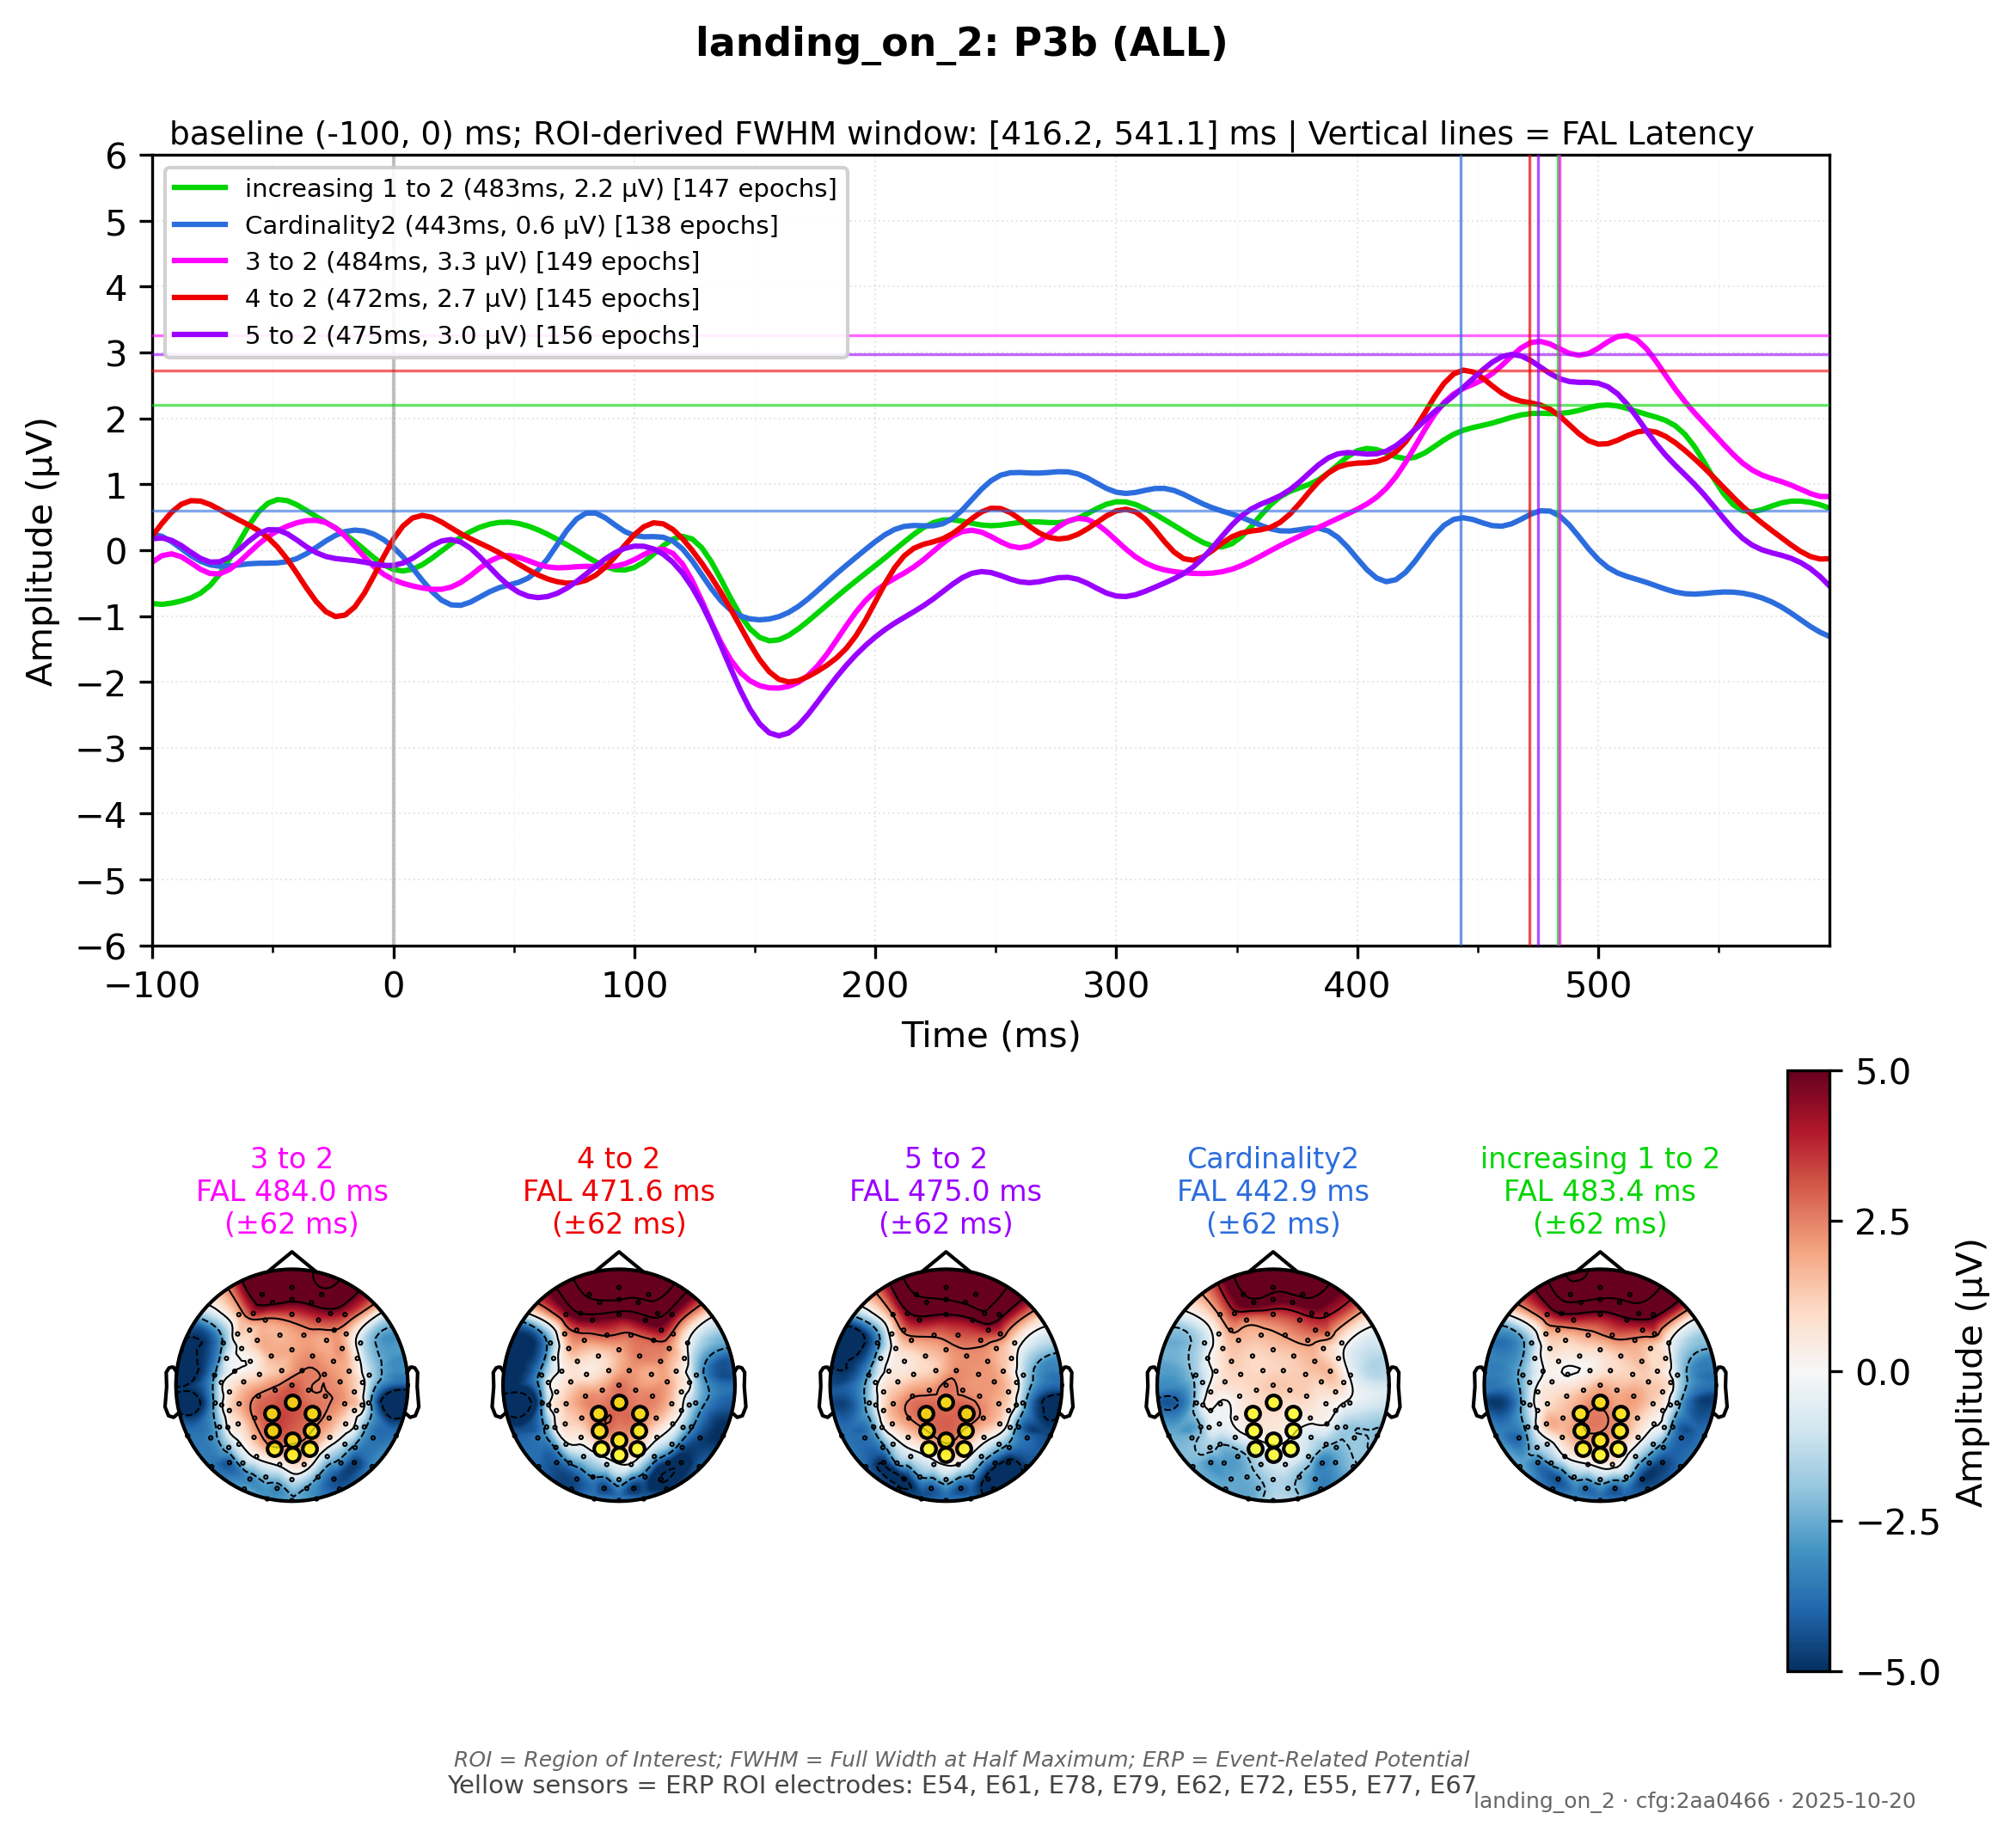 landing_on_2: P3b (ALL)
baseline (-100, 0) ms; ROI-derived FWHM window: [416.2, 541.1] ms | Vertical lines = FAL Latency
increasing 1 to 2 (483ms, 2.2 μV) [147 epochs]
Cardinality2 (443ms, 0.6 μV) [138 epochs]
3 to 2 (484ms, 3.3 μV) [149 epochs]
4 to 2 (472ms, 2.7 μV) [145 epochs]
5 to 2 (475ms, 3.0 μV) [156 epochs]
6
5
4
3
2
1
0
−1
−2
−3
−4
−5
−6
Amplitude (μV)
−100 0 100 200 300 400 500
Time (ms)
3 to 2
FAL 484.0 ms
(±62 ms)
4 to 2
FAL 471.6 ms
(±62 ms)
5 to 2
FAL 475.0 ms
(±62 ms)
Cardinality2
FAL 442.9 ms
(±62 ms)
increasing 1 to 2
FAL 483.4 ms
(±62 ms)
5.0
2.5
0.0
−2.5
−5.0
Amplitude (μV)
ROI = Region of Interest; FWHM = Full Width at Half Maximum; ERP = Event-Related Potential
Yellow sensors = ERP ROI electrodes: E54, E61, E78, E79, E62, E72, E55, E77, E67
landing_on_2 · cfg:2aa0466 · 2025-10-20